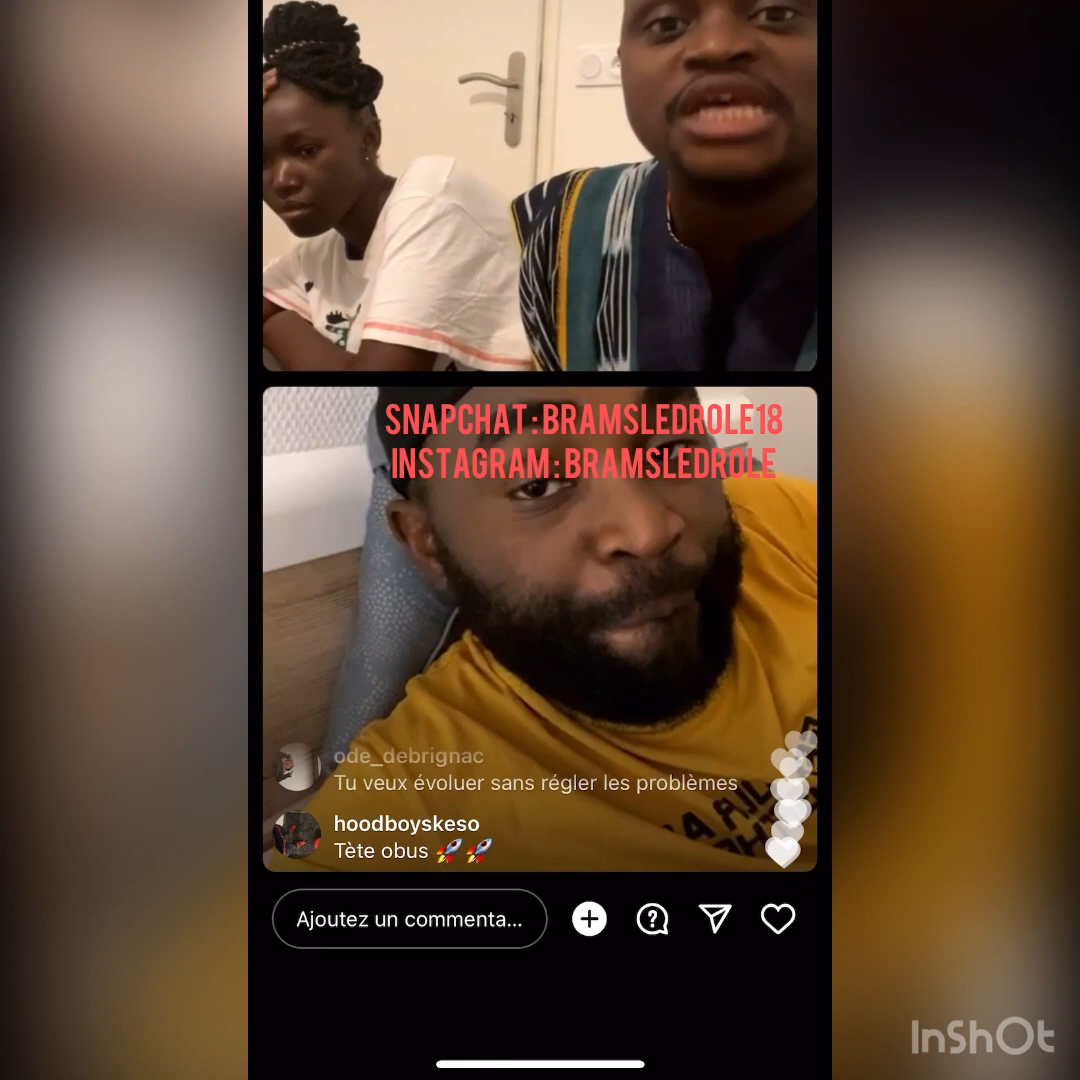 SNAPCHAT : BRAMSLEDROLE18
INSTAGRAM : BRAMSLEDROLE
ode_debrignac
Tu veux évoluer sans régler les problèmes
hoodboyskeso
Tète obus 🚀 🚀
Ajoutez un commenta...
InShOt